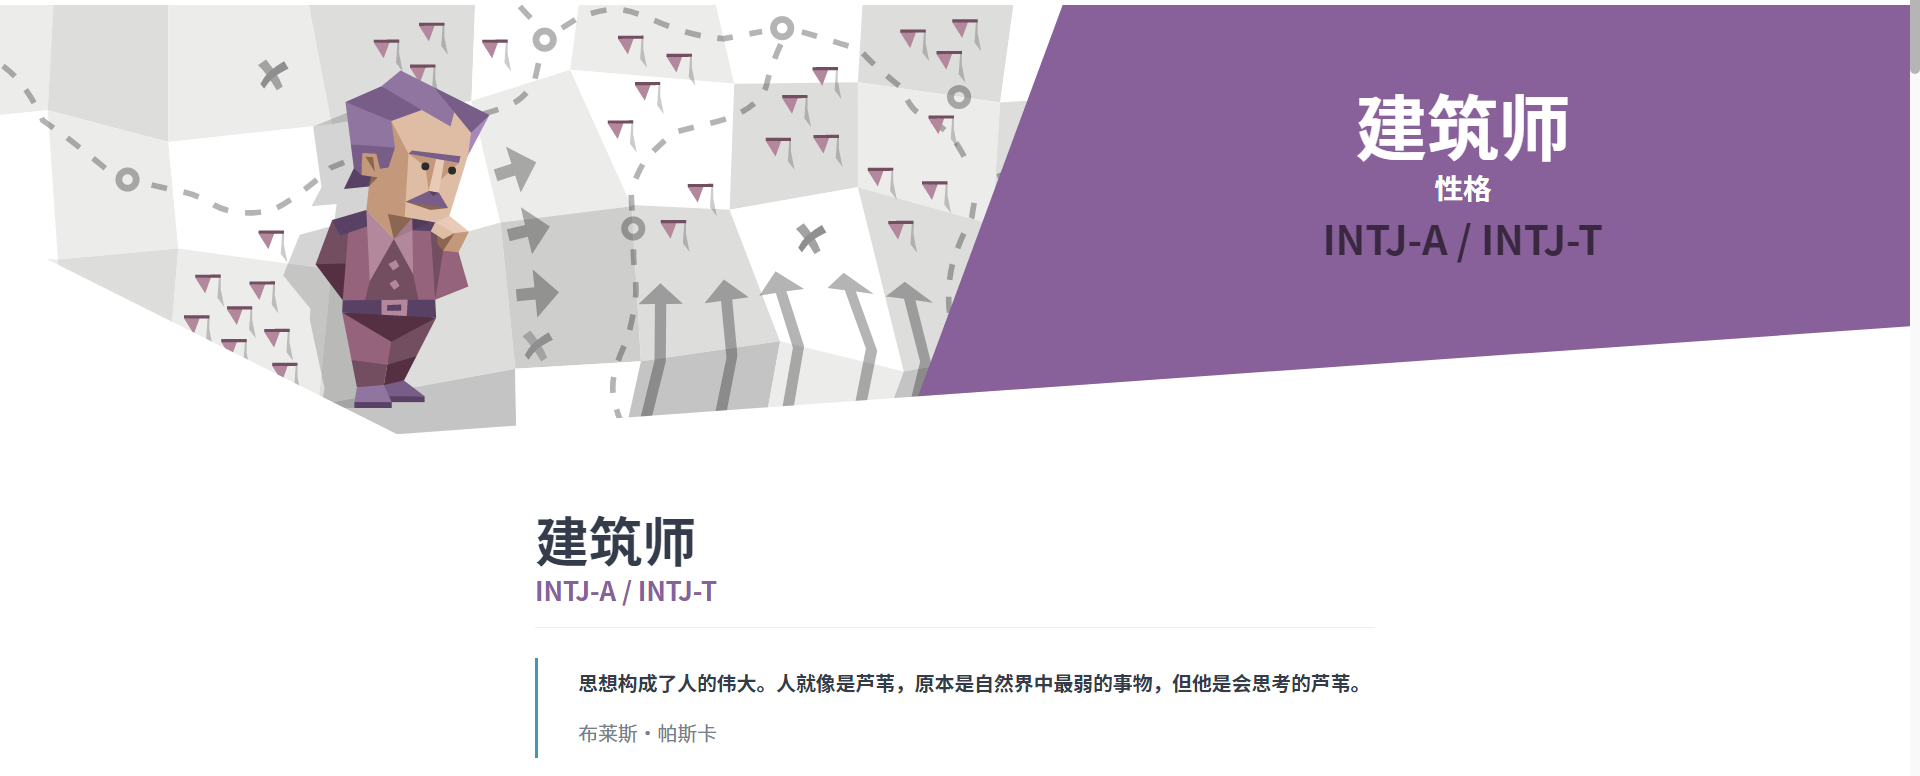 建筑师
性格
INTJ-A / INTJ-T
建筑师
INTJ-A / INTJ-T
思想构成了人的伟大。人就像是芦苇，原本是自然界中最弱的事物，但他是会思考的芦苇。
布莱斯·帕斯卡